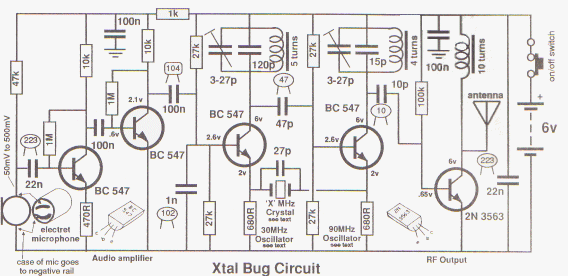 1k
100n
47k
10k
10k
104
27k
3-27p
120p
5 turns
27k
3-27p
15p
4 turns
100n
10 turns
on/off switch
50mV to 500mV
223
22n
1M
100n
1M
2.1v
.6v
100n
BC 547
BC 547
47
47p
BC 547
6v
2.6v
2v
BC 547
6v
2.6v
2v
10p
10
100k
antenna
6v
.65v
223
22n
2N 3563
+
6v
470R
electret
microphone
case of mic goes
to negative rail
Audio amplifier
BC 547
c
b
e
1n
102
27k
680R
27p
'X' MHz
Crystal
see text
30MHz
Oscillator
see text
27k
680R
90MHz
Oscillator
see text
RF Output
Xtal Bug Circuit